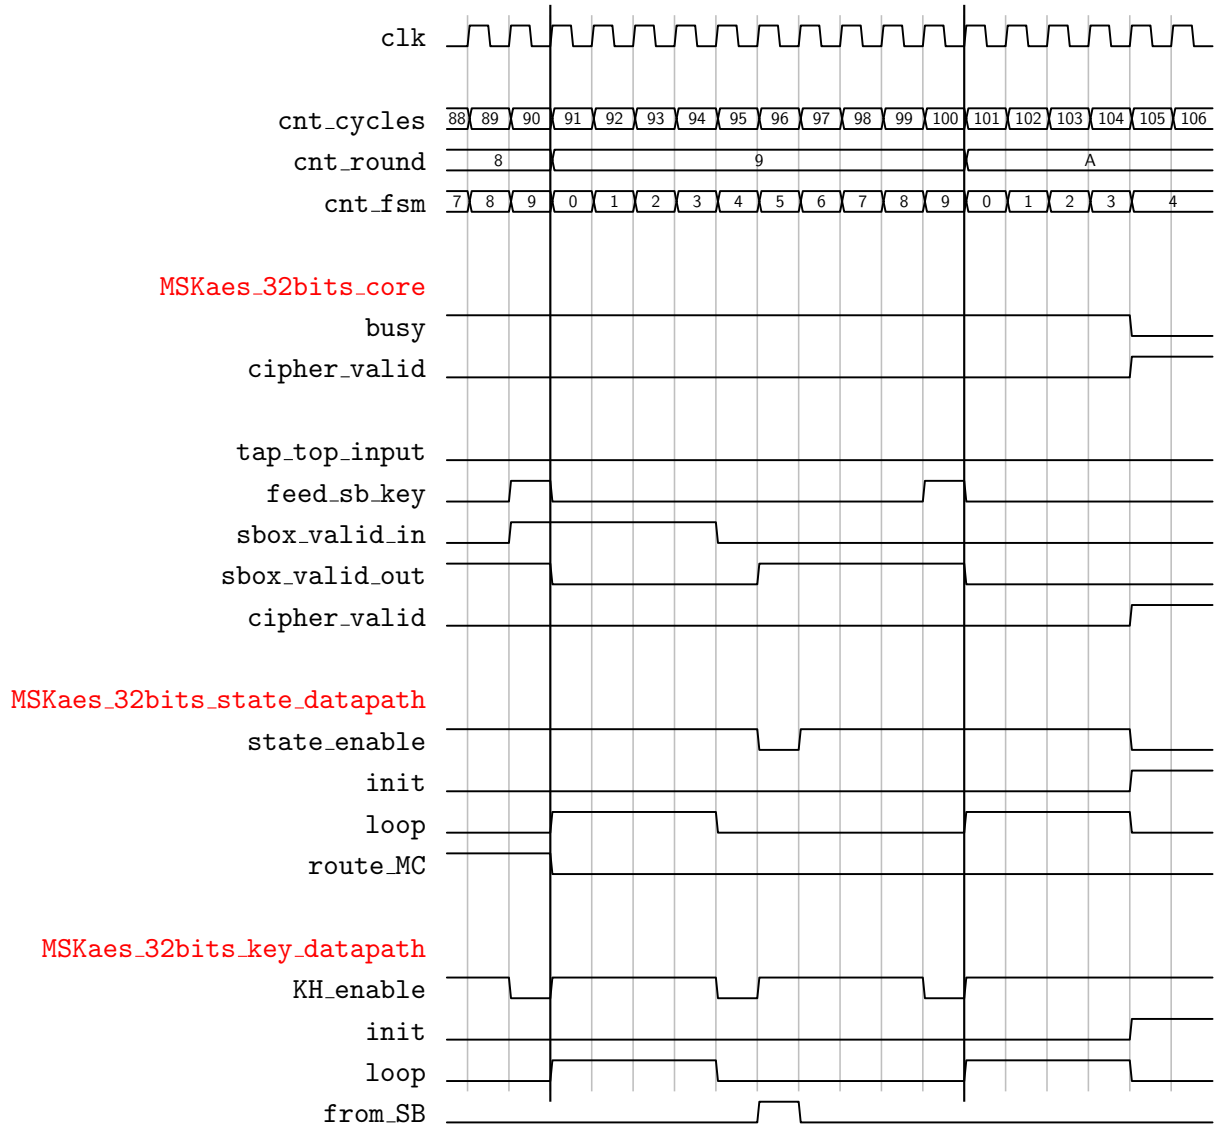 clk
cnt_cycles 88 89 90 91 92 93 94 95 96 97 98 99 100 101 102 103 104 105 106
cnt_round 8 9 A
cnt_fsm 7 8 9 0 1 2 3 4 5 6 7 8 9 0 1 2 3 4
MSKaes_32bits_core
busy
cipher_valid
tap_top_input
feed_sb_key
sbox_valid_in
sbox_valid_out
cipher_valid
MSKaes_32bits_state_datapath
state_enable
init
loop
route_MC
MSKaes_32bits_key_datapath
KH_enable
init
loop
from_SB